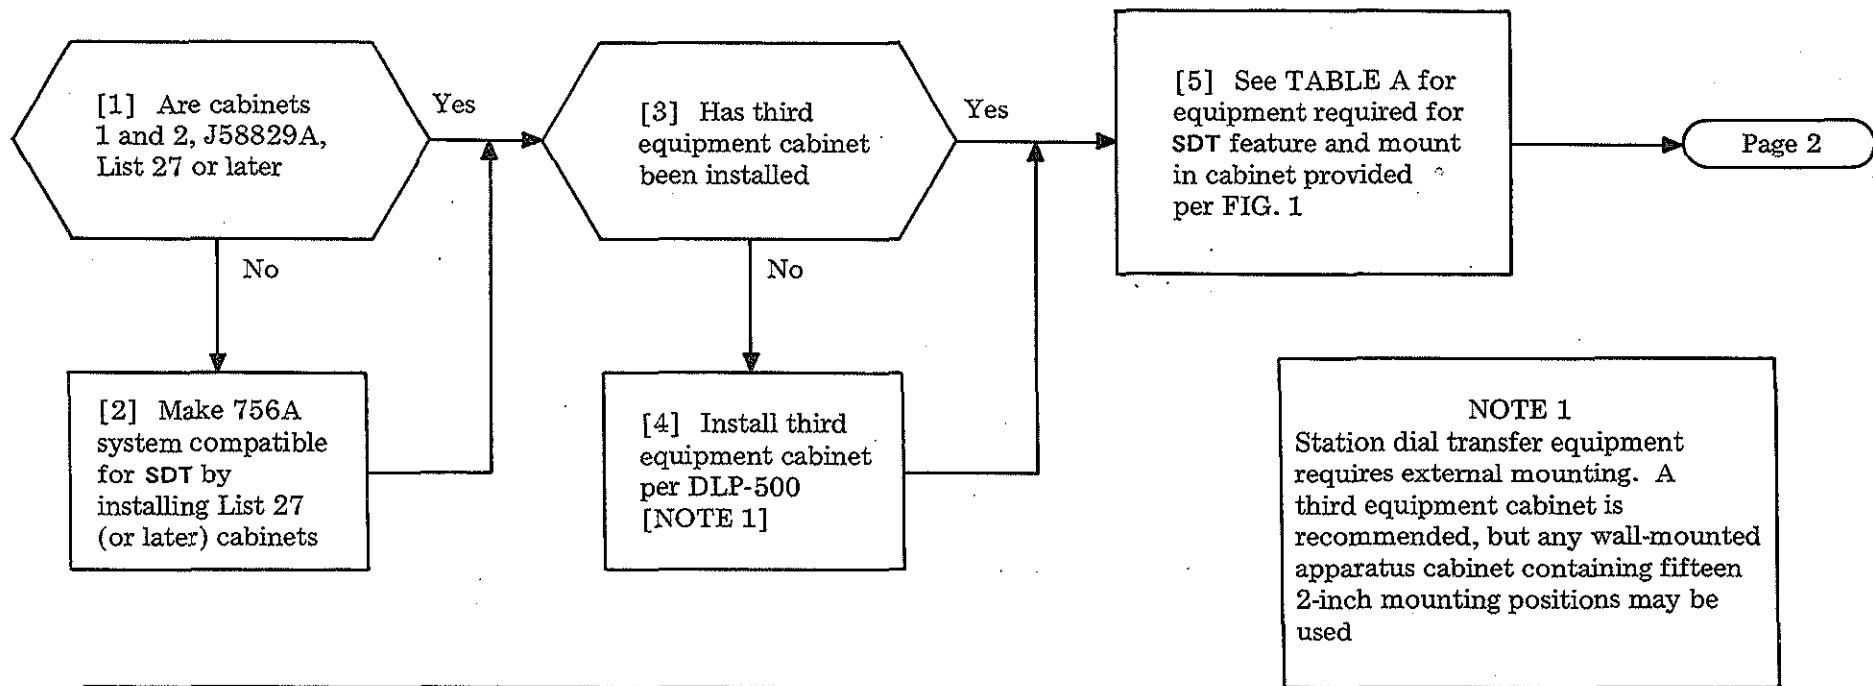 [1] Are cabinets
1 and 2, J58829A,
List 27 or later
Yes
No
[2] Make 756A
system compatible
for SDT by
installing List 27
(or later) cabinets
[3] Has third
equipment cabinet
been installed
Yes
No
[4] Install third
equipment cabinet
per DLP-500
[NOTE 1]
[5] See TABLE A for
equipment required for
SDT feature and mount
in cabinet provided
per FIG. 1
Page 2
NOTE 1
Station dial transfer equipment
requires external mounting. A
third equipment cabinet is
recommended, but any wall-mounted
apparatus cabinet containing fifteen
2-inch mounting positions may be
used